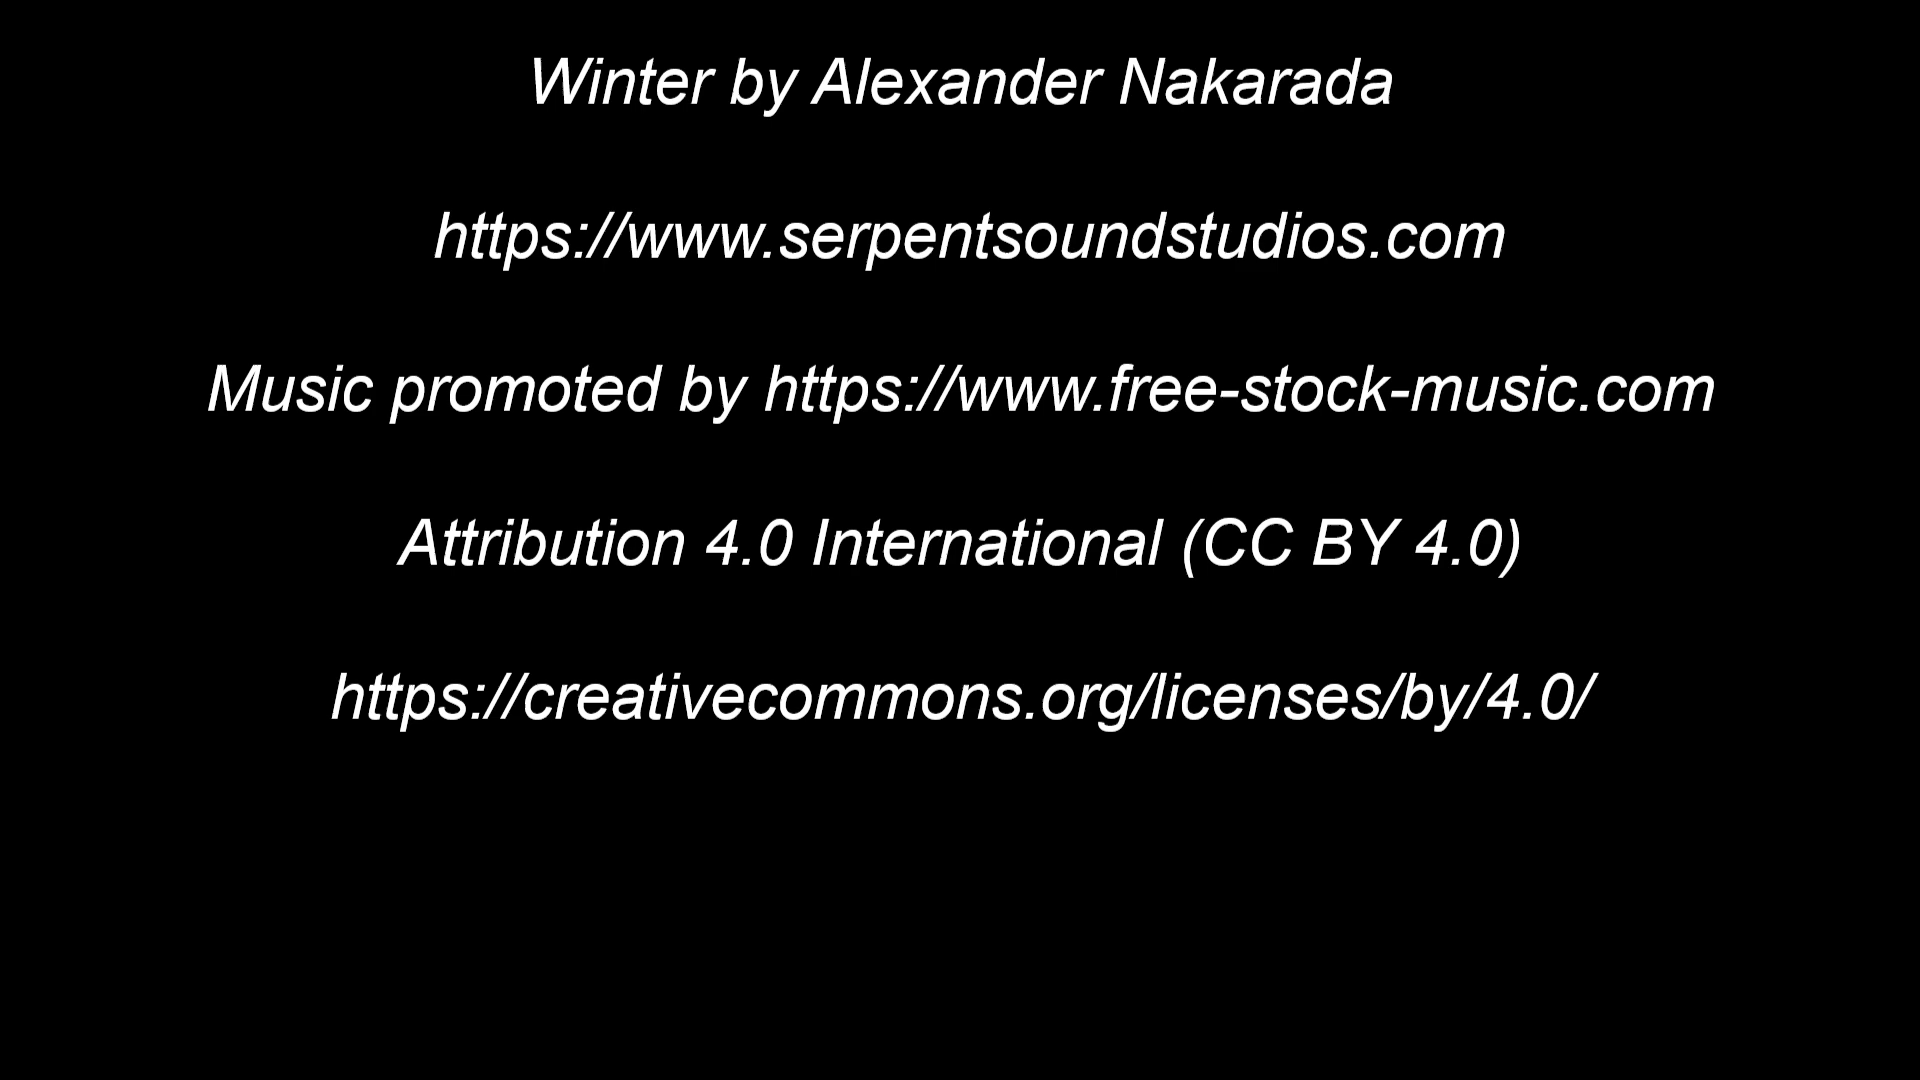 Winter by Alexander Nakarada
https://www.serpentsoundstudios.com
Music promoted by https://www.free-stock-music.com
Attribution 4.0 International (CC BY 4.0)
https://creativecommons.org/licenses/by/4.0/